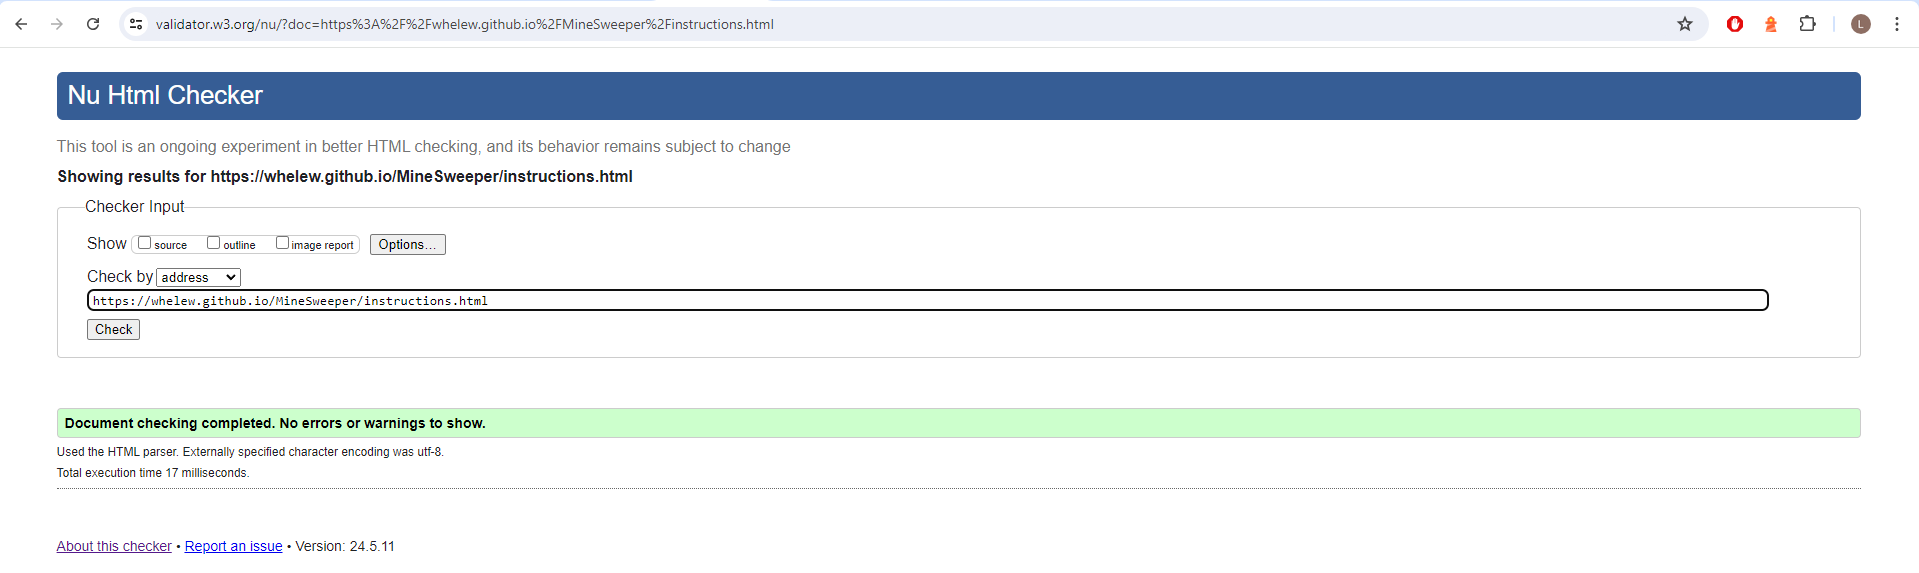 validator.w3.org/nu/?doc=https%3A%2F%2Fwhelew.github.io%2FMineSweeper%2Finstructions.html
L
Nu Html Checker
This tool is an ongoing experiment in better HTML checking, and its behavior remains subject to change
Showing results for https://whelew.github.io/MineSweeper/instructions.html
Checker Input
Show source outline image report Options...
Check by address
https://whelew.github.io/MineSweeper/instructions.html
Check
Document checking completed. No errors or warnings to show.
Used the HTML parser. Externally specified character encoding was utf-8.
Total execution time 17 milliseconds.
About this checker • Report an issue • Version: 24.5.11